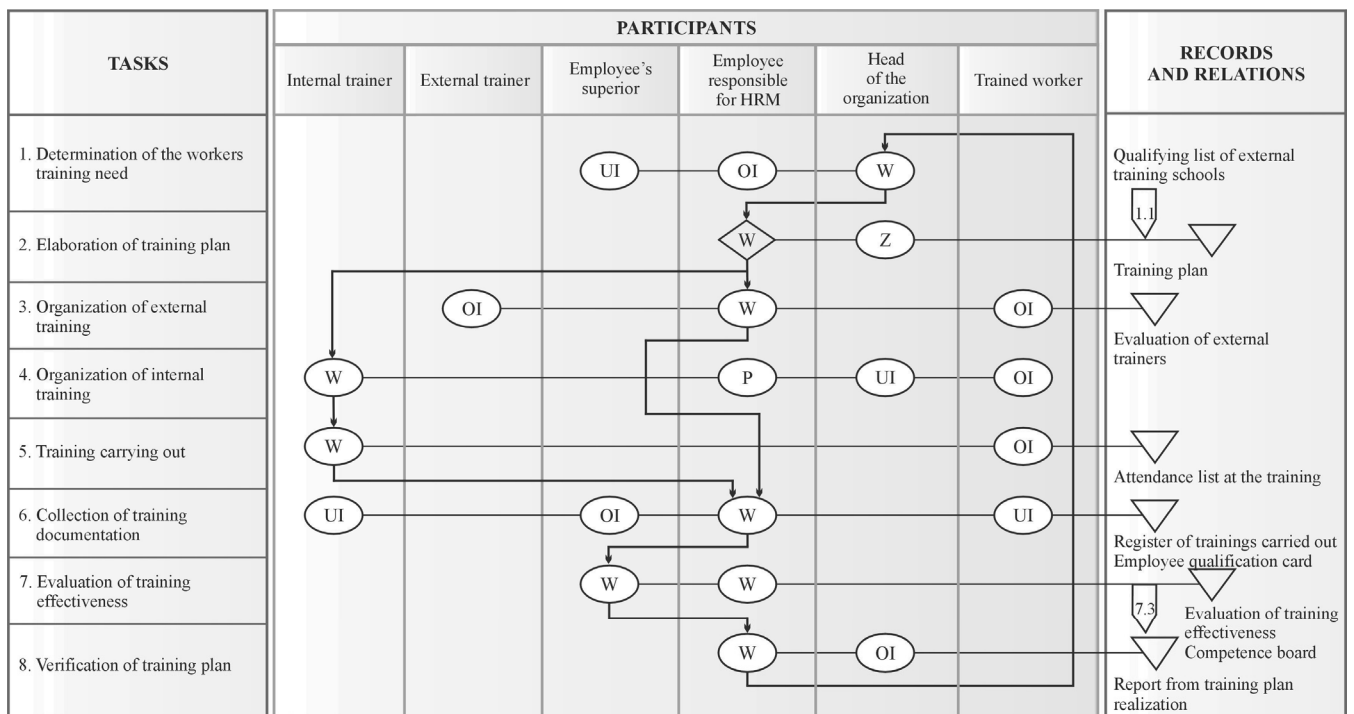 TASKS
PARTICIPANTS
RECORDS
AND RELATIONS
Internal trainer
External trainer
Employee's
superior
Employee
responsible
for HRM
Head
of the
organization
Trained worker
1. Determination of the workers
training need
UI
OI
W
Qualifying list of external
training schools
1.1
2. Elaboration of training plan
W
Z
Training plan
3. Organization of external
training
OI
W
OI
Evaluation of external
trainers
4. Organization of internal
training
W
P
UI
OI
5. Training carrying out
W
OI
Attendance list at the training
6. Collection of training
documentation
UI
OI
W
UI
Register of trainings carried out
Employee qualification card
7. Evaluation of training
effectiveness
W
W
7.3
Evaluation of training
effectiveness
Competence board
8. Verification of training plan
W
OI
Report from training plan
realization